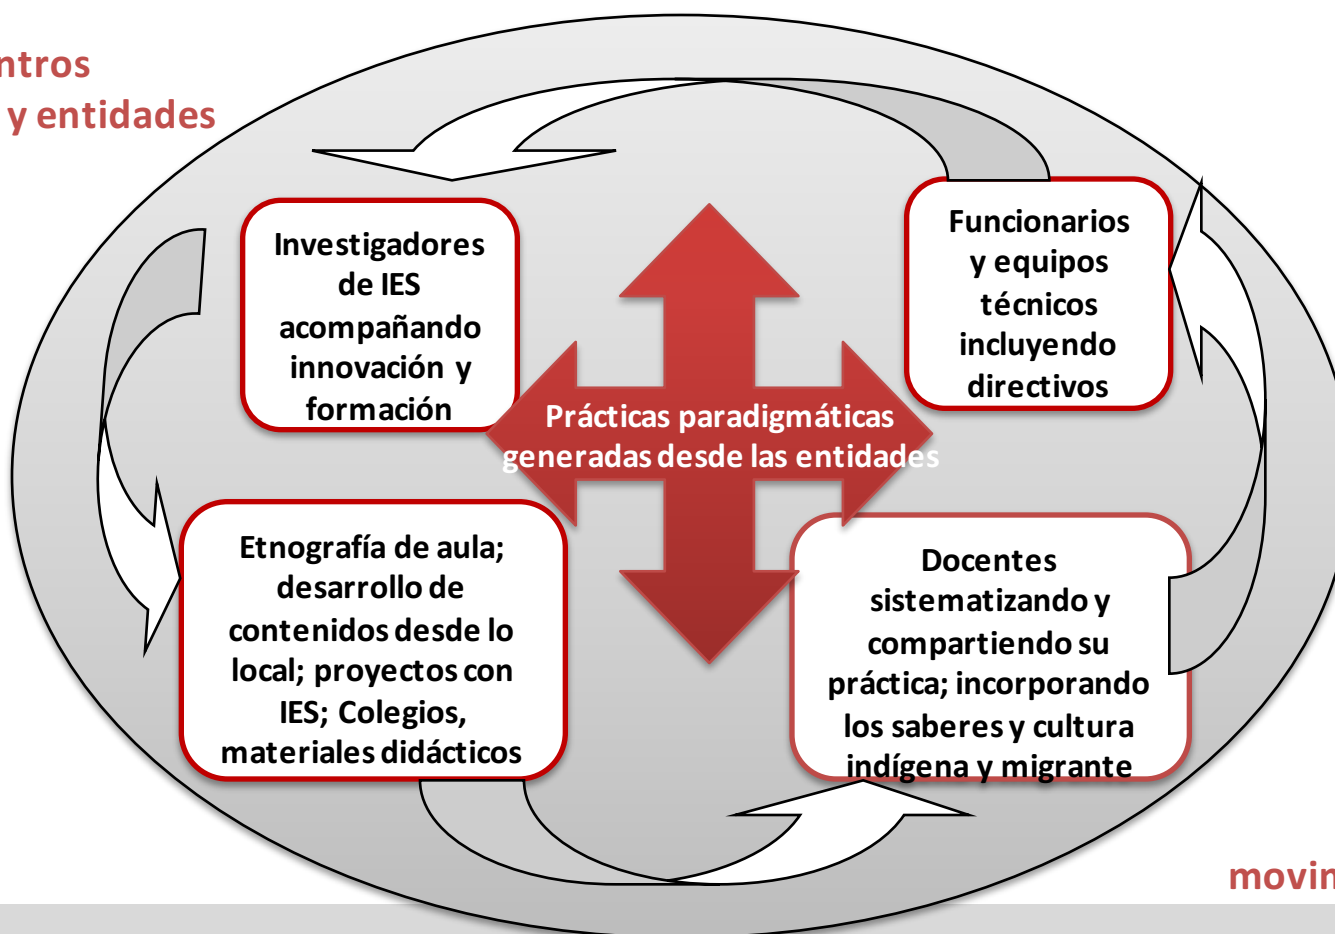 ntros
y entidades
Investigadores
de IES
acompañando
innovación y
formación
Funcionarios
y equipos
técnicos
incluyendo
directivos
Prácticas paradigmáticas
generadas desde las entidades
Etnografía de aula;
desarrollo de
contenidos desde lo
local; proyectos con
IES; Colegios,
materiales didácticos
Docentes
sistematizando y
compartiendo su
práctica; incorporando
los saberes y cultura
indígena y migrante
movin